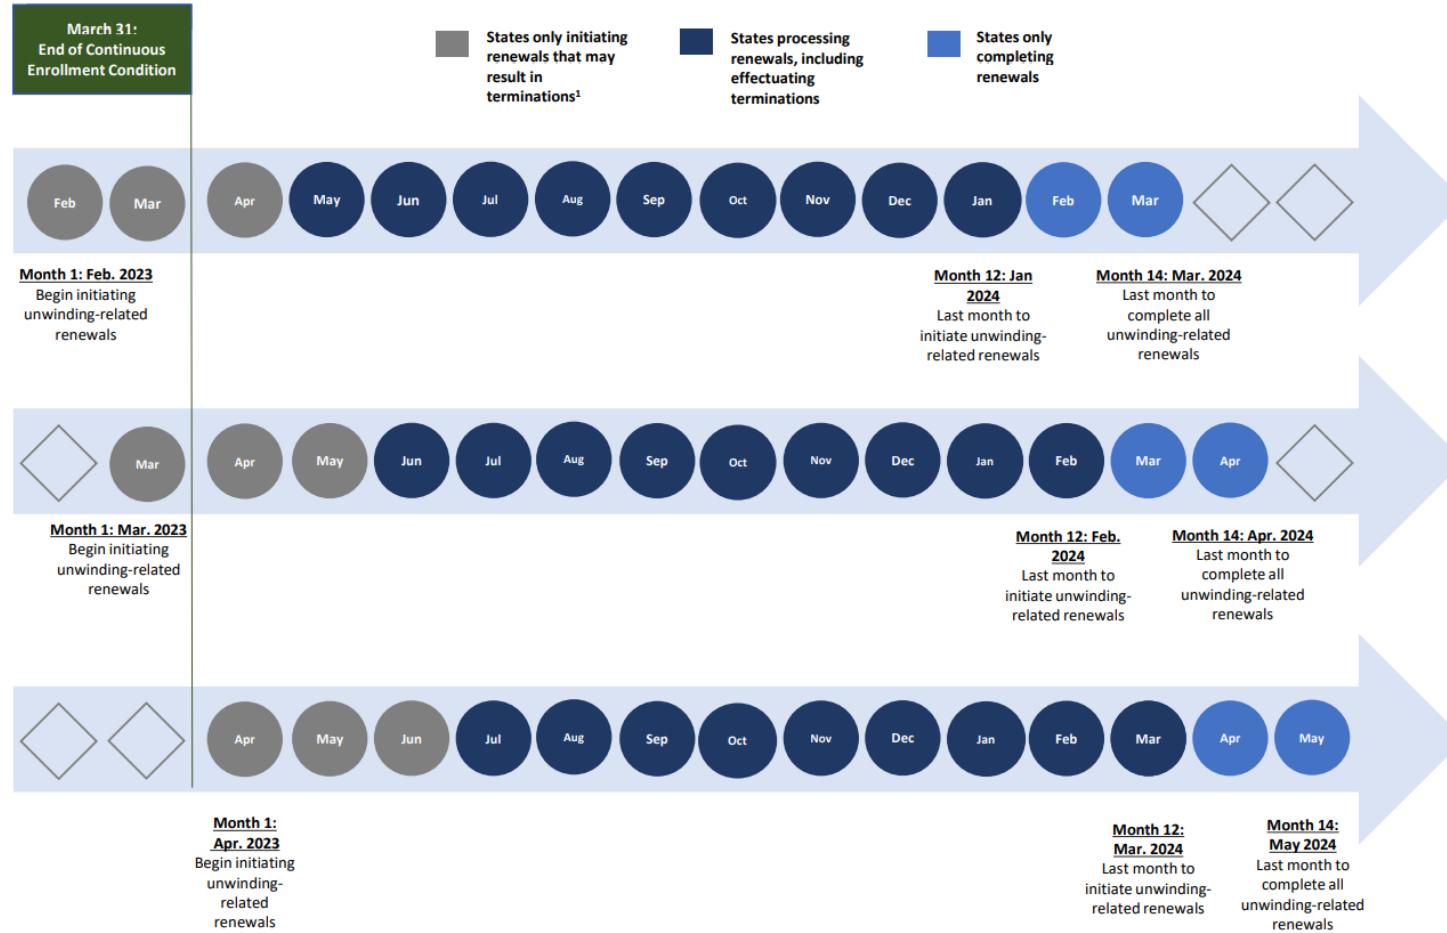 March 31:
End of Continuous
Enrollment Condition
States only initiating
renewals that may
result in
terminations¹
States processing
renewals, including
effectuating
terminations
States only
completing
renewals
Feb
Mar
Apr
May
Jun
Jul
Aug
Sep
Oct
Nov
Dec
Jan
Feb
Mar
Month 1: Feb. 2023
Begin initiating
unwinding-related
renewals
Month 12: Jan
2024
Last month to
initiate unwinding-
related renewals
Month 14: Mar. 2024
Last month to
complete all
unwinding-related
renewals
Mar
Apr
May
Jun
Jul
Aug
Sep
Oct
Nov
Dec
Jan
Feb
Mar
Apr
Month 1: Mar. 2023
Begin initiating
unwinding-related
renewals
Month 12: Feb.
2024
Last month to
initiate unwinding-
related renewals
Month 14: Apr. 2024
Last month to
complete all
unwinding-related
renewals
Apr
May
Jun
Jul
Aug
Sep
Oct
Nov
Dec
Jan
Feb
Mar
Apr
May
Month 1:
Apr. 2023
Begin initiating
unwinding-
related
renewals
Month 12:
Mar. 2024
Last month to
initiate unwinding-
related renewals
Month 14:
May 2024
Last month to
complete all
unwinding-related
renewals